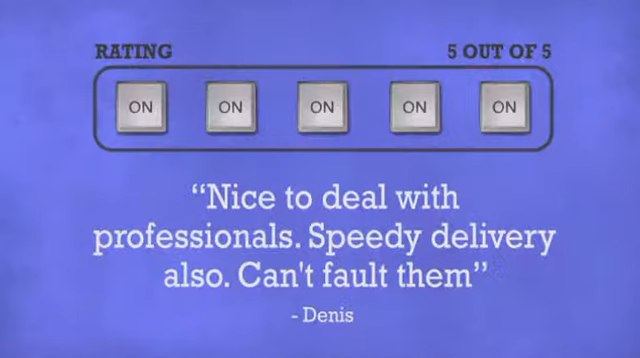 RATING 5 OUT OF 5
ON ON ON ON ON
“Nice to deal with
professionals. Speedy delivery
also. Can't fault them”
- Denis